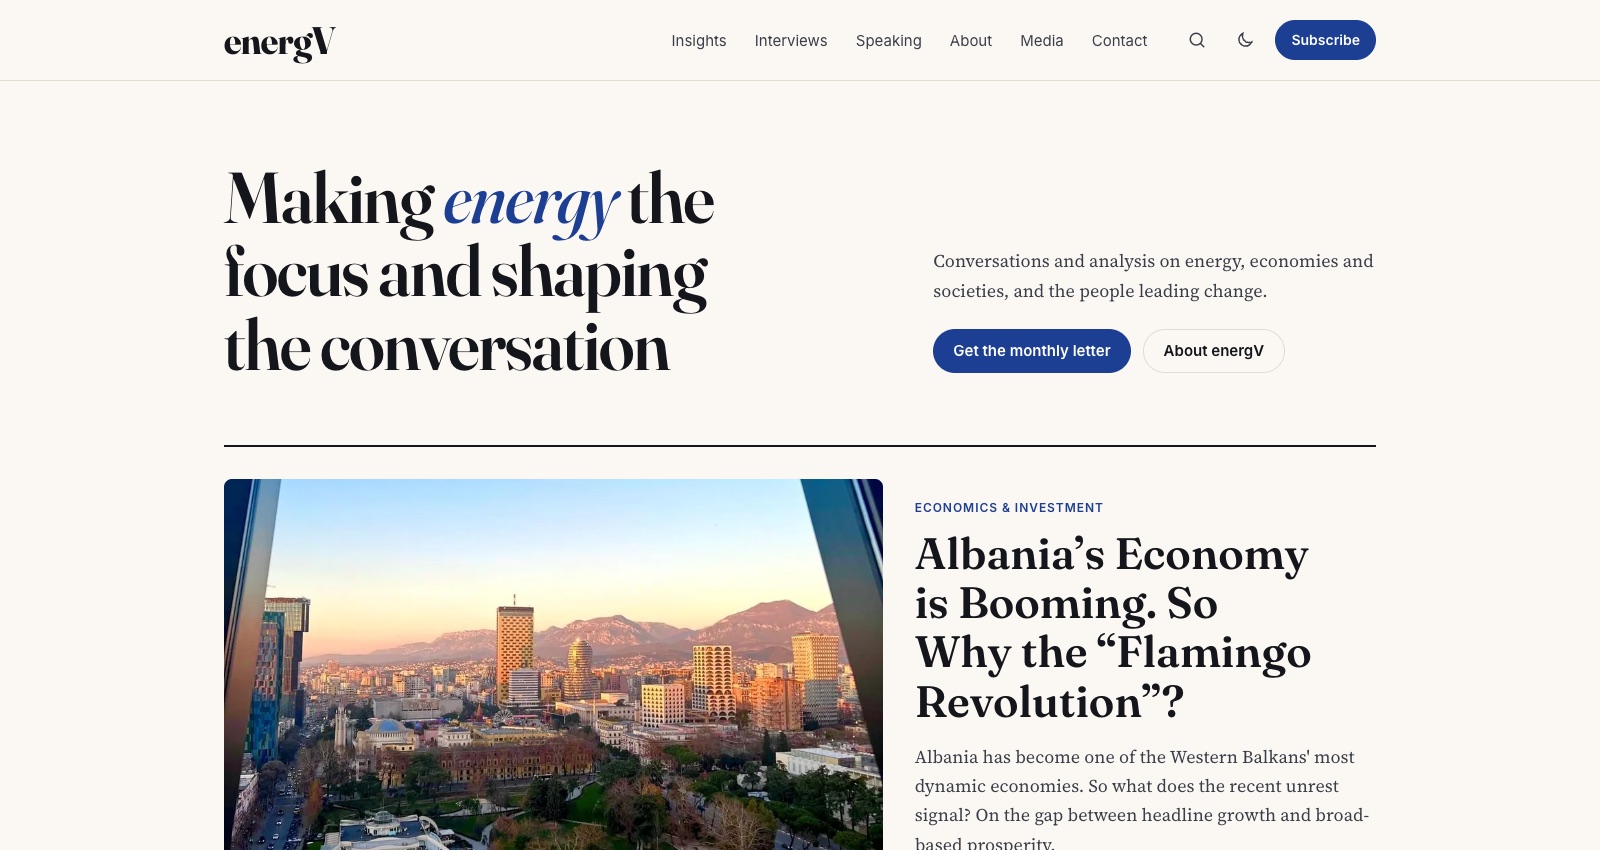 energV
Insights
Interviews
Speaking
About
Media
Contact
Subscribe
Making energy the
focus and shaping
the conversation
Conversations and analysis on energy, economies and
societies, and the people leading change.
Get the monthly letter
About energV
ECONOMICS & INVESTMENT
Albania’s Economy
is Booming. So
Why the “Flamingo
Revolution”?
Albania has become one of the Western Balkans' most
dynamic economies. So what does the recent unrest
signal? On the gap between headline growth and broad-
based prosperity.